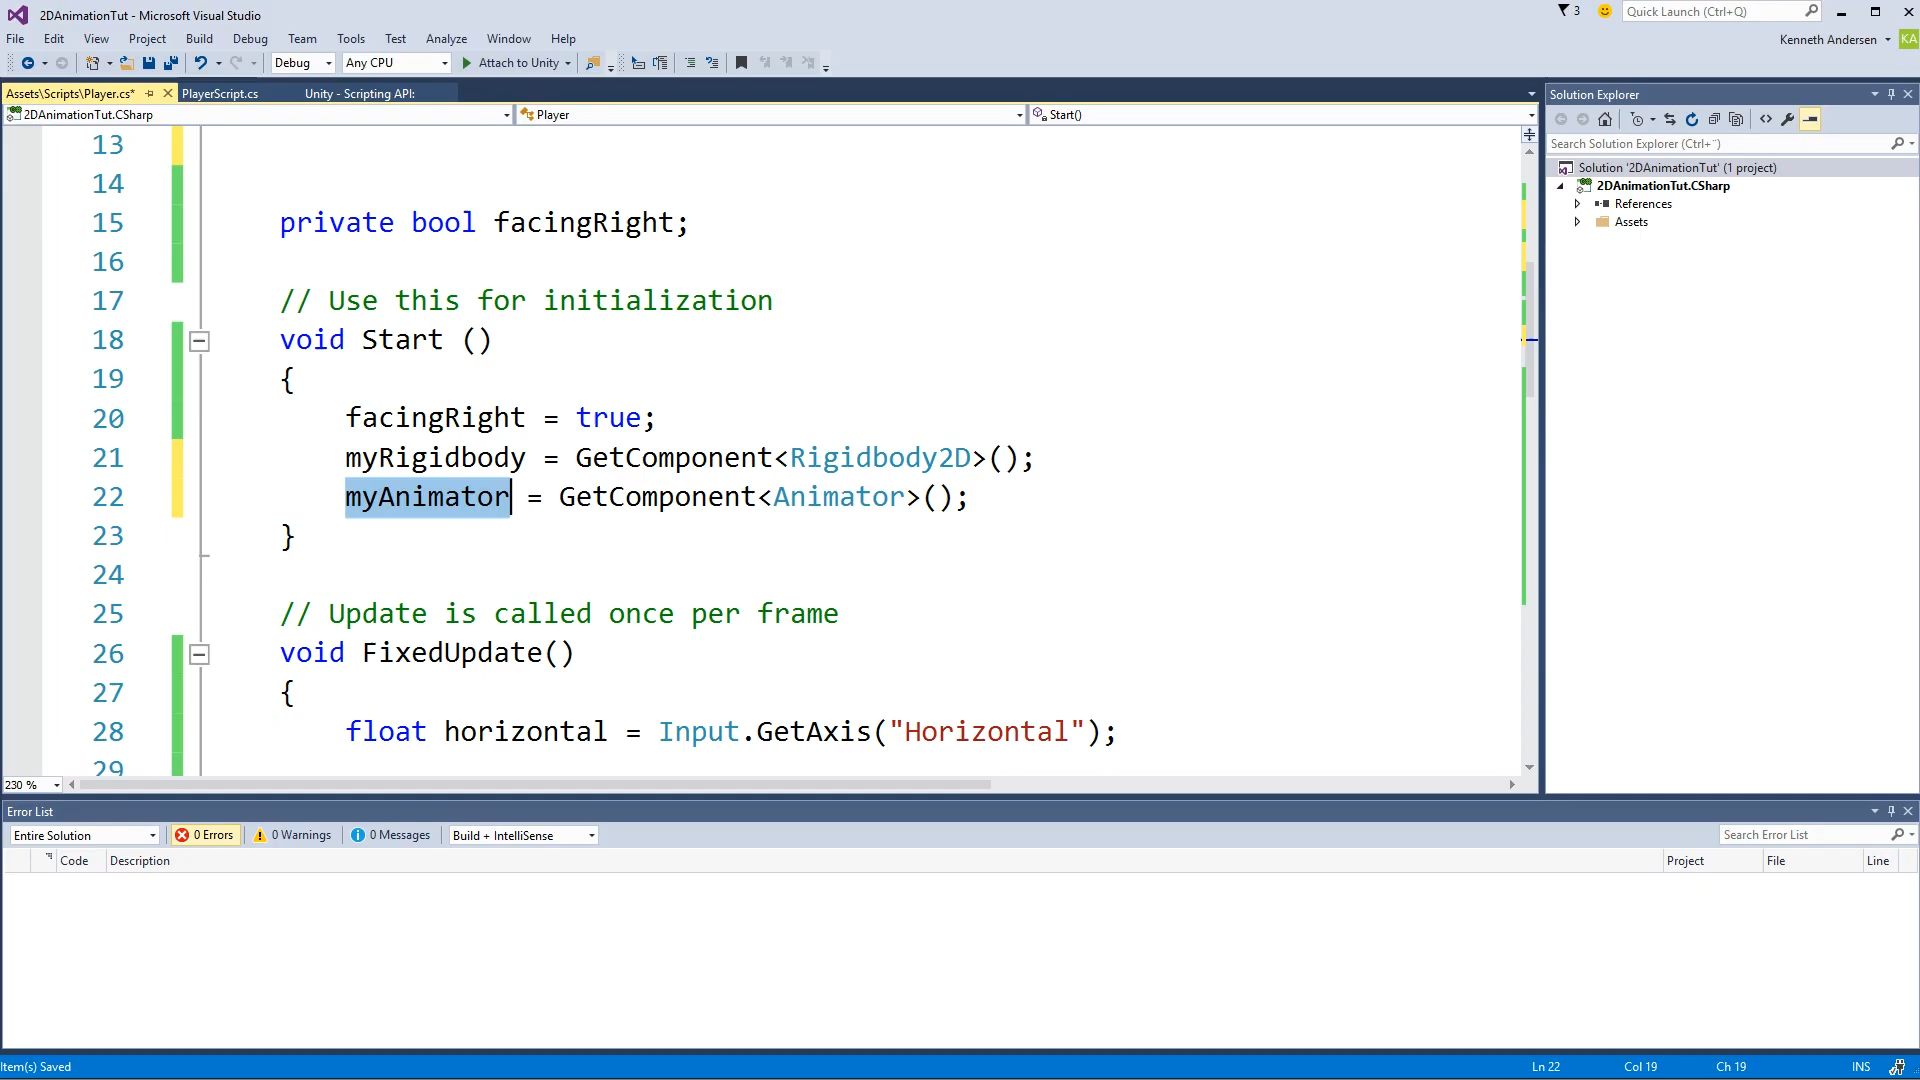 2DAnimationTut - Microsoft Visual Studio
3
Quick Launch (Ctrl+Q)
File Edit View Project Build Debug Team Tools Test Analyze Window Help
Kenneth Andersen KA
Debug Any CPU Attach to Unity
Assets\Scripts\Player.cs* PlayerScript.cs Unity - Scripting API:
Solution Explorer
2DAnimationTut.CSharp Player Start()
Search Solution Explorer (Ctrl+¨)
Solution '2DAnimationTut' (1 project)
2DAnimationTut.CSharp
References
Assets
13
14
15 private bool facingRight;
16
17 // Use this for initialization
18 void Start ()
19 {
20 facingRight = true;
21 myRigidbody = GetComponent<Rigidbody2D>();
22 myAnimator = GetComponent<Animator>();
23 }
24
25 // Update is called once per frame
26 void FixedUpdate()
27 {
28 float horizontal = Input.GetAxis("Horizontal");
29
230 %
Error List
Entire Solution 0 Errors 0 Warnings 0 Messages Build + IntelliSense Search Error List
Code Description Project File Line
Item(s) Saved Ln 22 Col 19 Ch 19 INS